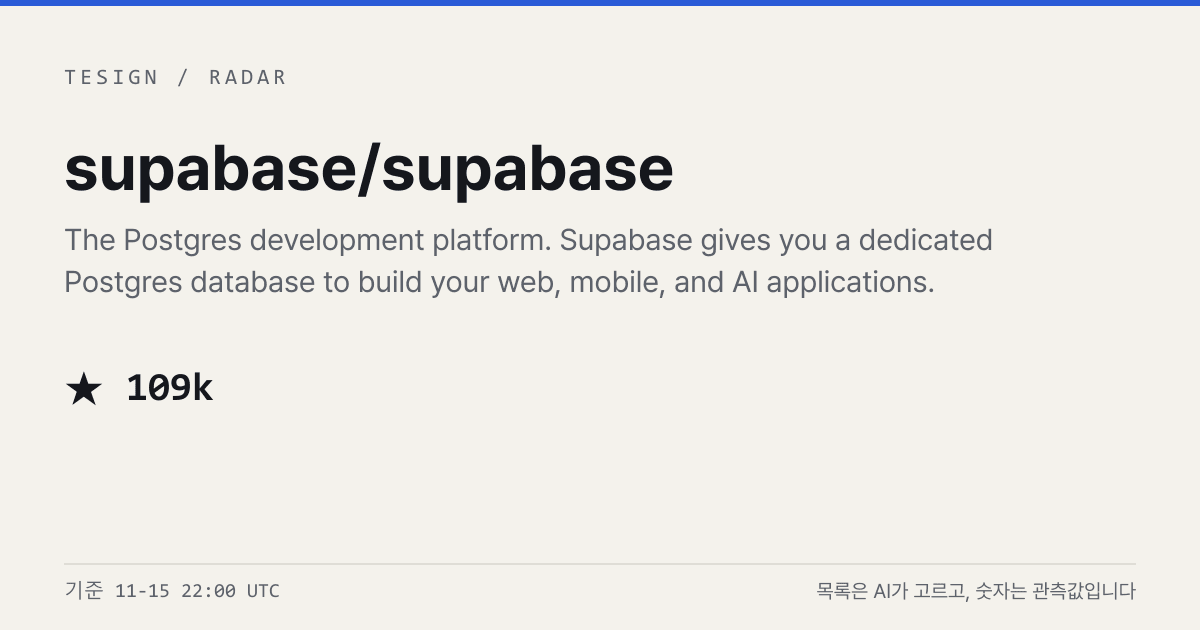 TESIGN / RADAR
supabase/supabase
The Postgres development platform. Supabase gives you a dedicated
Postgres database to build your web, mobile, and AI applications.
★ 109k
기준 11-15 22:00 UTC
목록은 AI가 고르고, 숫자는 관측값입니다